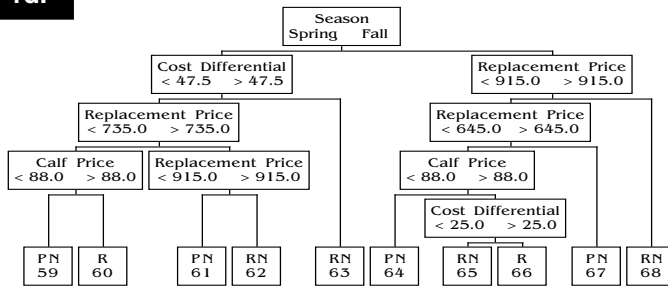 Season
Spring Fall
Cost Differential
< 47.5 > 47.5
Replacement Price
< 915.0 > 915.0
Replacement Price
< 735.0 > 735.0
Replacement Price
< 645.0 > 645.0
Calf Price
< 88.0 > 88.0
Replacement Price
< 915.0 > 915.0
Calf Price
< 88.0 > 88.0
Cost Differential
< 25.0 > 25.0
PN
59
R
60
PN
61
RN
62
RN
63
PN
64
RN
65
R
66
PN
67
RN
68